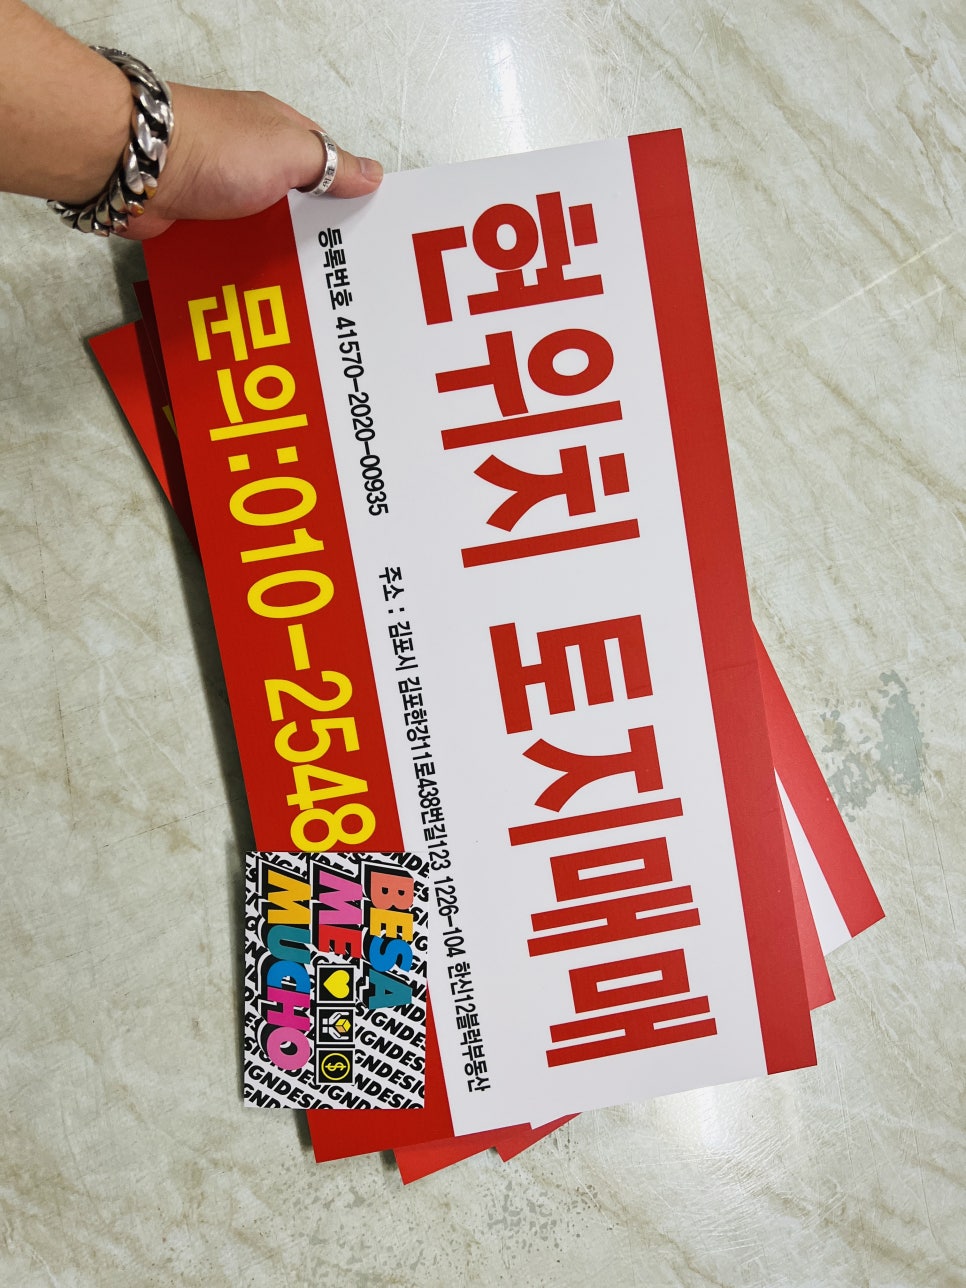 현위치 토지매매
등록번호 41570-2020-00935 주소 : 김포시 김포한강11로438번길123 1226-104 한신12블럭부동산
문의:010-2548
BESA
ME
MUCHO